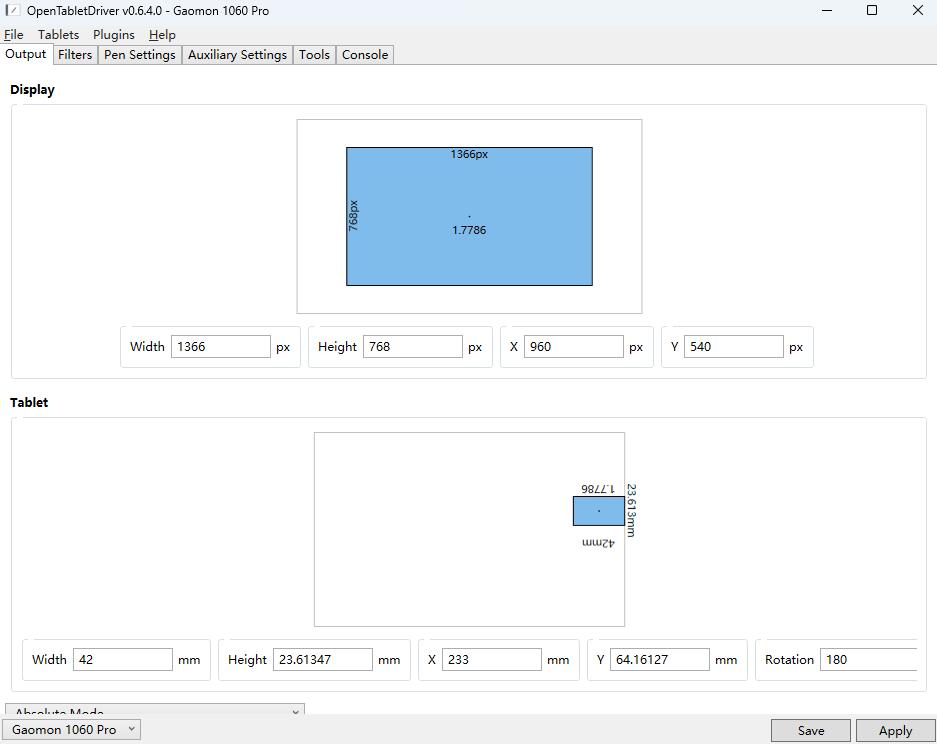 OpenTabletDriver v0.6.4.0 - Gaomon 1060 Pro
File Tablets Plugins Help
Output Filters Pen Settings Auxiliary Settings Tools Console
Display
1366px
768px
1.7786
Width 1366 px Height 768 px X 960 px Y 540 px
Tablet
1.7786
23.613mm
42mm
Width 42 mm Height 23.61347 mm X 233 mm Y 64.16127 mm Rotation 180
Absolute Mode
Gaomon 1060 Pro Save Apply